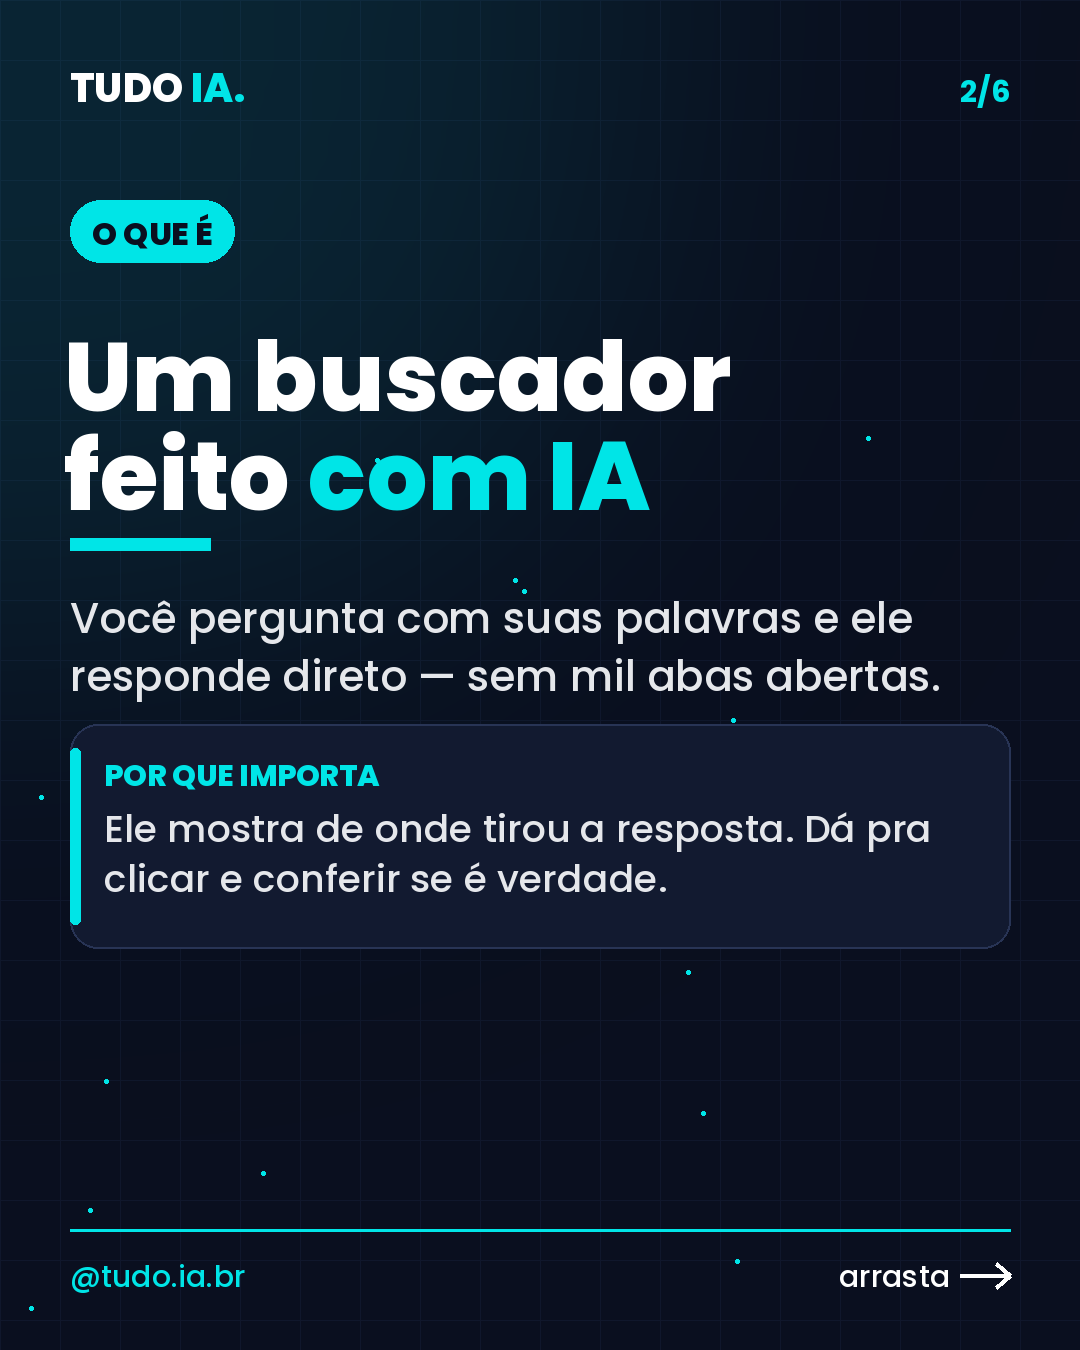 TUDO IA.
2/6
O QUE É
Um buscador
feito com IA
Você pergunta com suas palavras e ele
responde direto — sem mil abas abertas.
POR QUE IMPORTA
Ele mostra de onde tirou a resposta. Dá pra
clicar e conferir se é verdade.
@tudo.ia.br
arrasta →